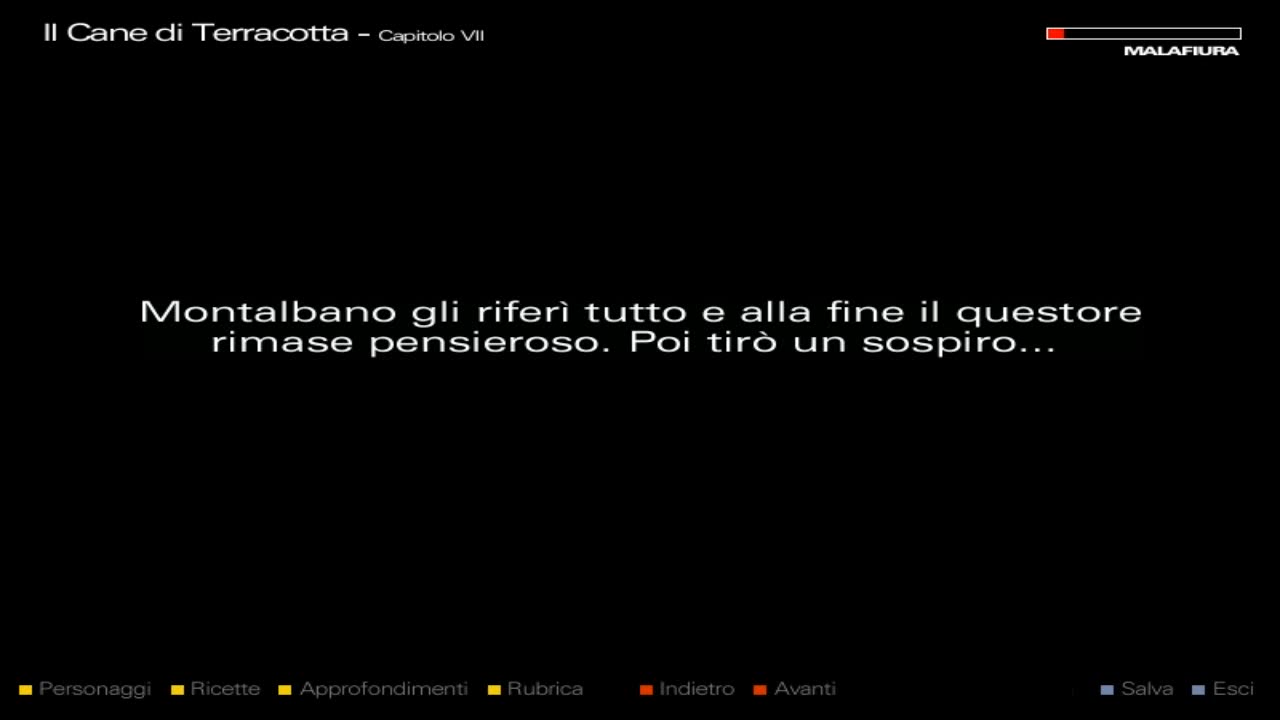 Il Cane di Terracotta – Capitolo VII
MALAFIURA
Montalbano gli riferì tutto e alla fine il questore
rimase pensieroso. Poi tirò un sospiro...
Personaggi Ricette Approfondimenti Rubrica Indietro Avanti Salva Esci